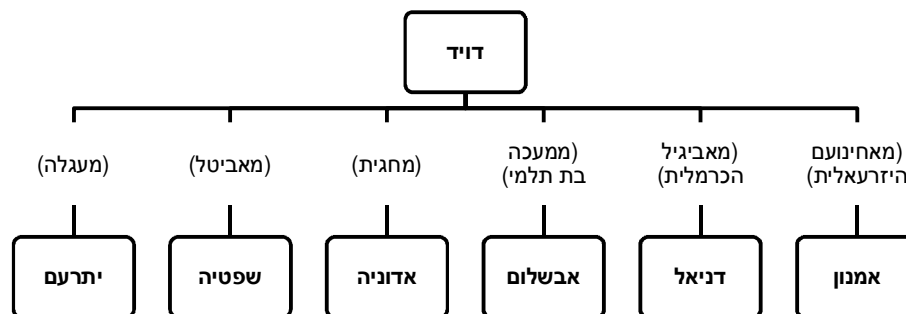 דויד
(מאחינועם
היזרעאלית)
(מאביגיל
הכרמלית)
(ממעכה
בת תלמי)
(מחגית)
(מאביטל)
(מעגלה)
אמנון
דניאל
אבשלום
אדוניה
שפטיה
יתרעם